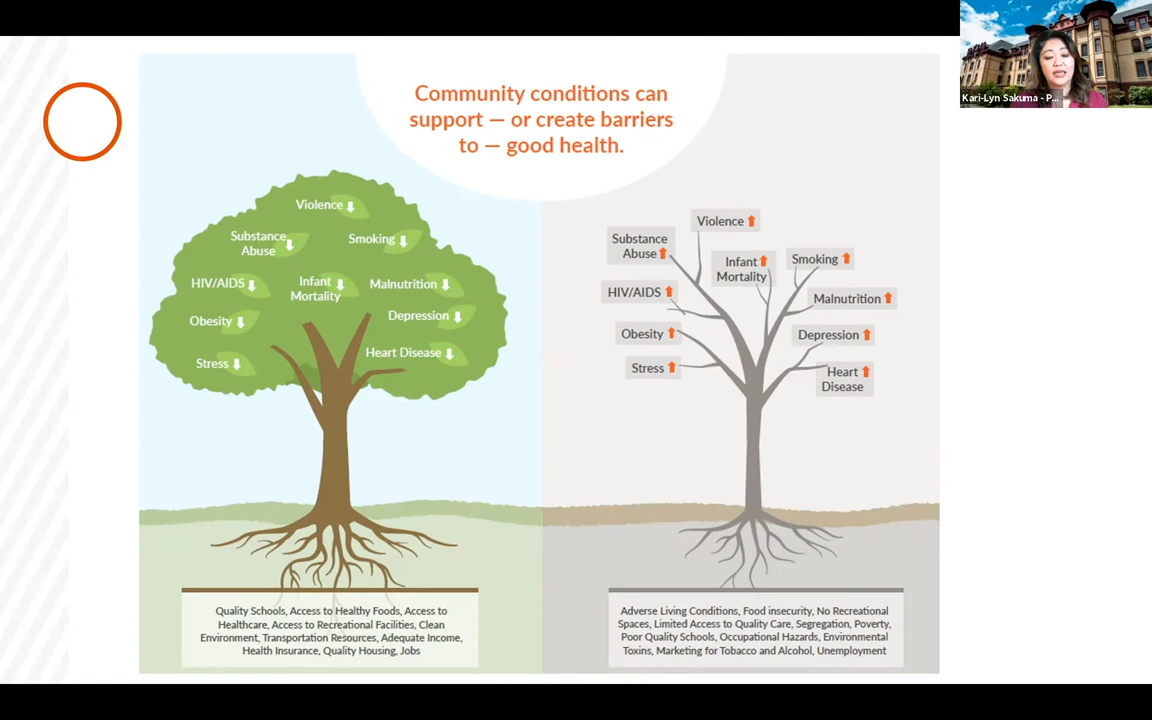 Community conditions can
support — or create barriers
to — good health.
Kari-Lyn Sakuma - P...
Violence
Substance
Abuse
Smoking
HIV/AIDS
Infant
Mortality
Malnutrition
Obesity
Depression
Stress
Heart Disease
Quality Schools, Access to Healthy Foods, Access to
Healthcare, Access to Recreational Facilities, Clean
Environment, Transportation Resources, Adequate Income,
Health Insurance, Quality Housing, Jobs
Violence
Substance
Abuse
Infant
Mortality
Smoking
HIV/AIDS
Malnutrition
Obesity
Depression
Stress
Heart
Disease
Adverse Living Conditions, Food insecurity, No Recreational
Spaces, Limited Access to Quality Care, Segregation, Poverty,
Poor Quality Schools, Occupational Hazards, Environmental
Toxins, Marketing for Tobacco and Alcohol, Unemployment